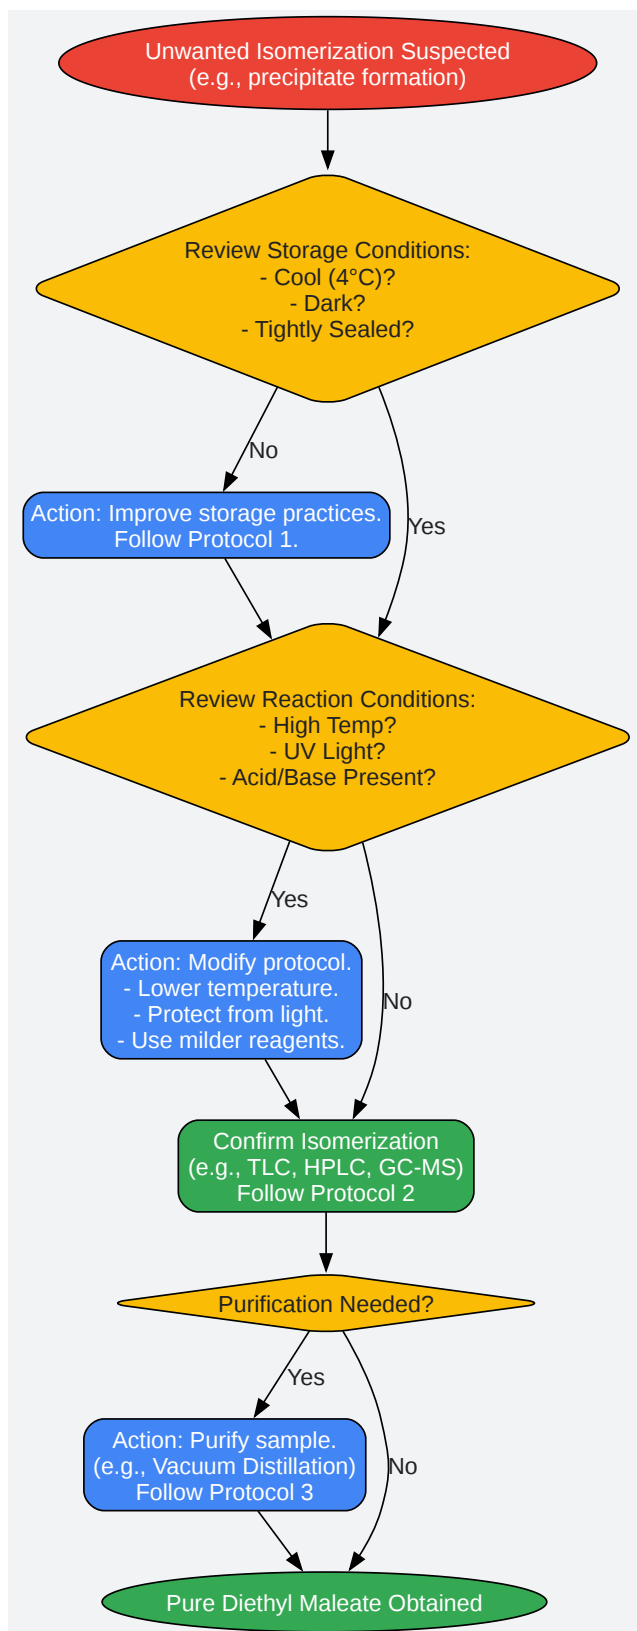 Unwanted Isomerization Suspected
(e.g., precipitate formation)
Review Storage Conditions:
- Cool (4°C)?
- Dark?
- Tightly Sealed?
No
Yes
Action: Improve storage practices.
Follow Protocol 1.
Review Reaction Conditions:
- High Temp?
- UV Light?
- Acid/Base Present?
Yes
No
Action: Modify protocol.
- Lower temperature.
- Protect from light.
- Use milder reagents.
Confirm Isomerization
(e.g., TLC, HPLC, GC-MS)
Follow Protocol 2
Purification Needed?
Yes
No
Action: Purify sample.
(e.g., Vacuum Distillation)
Follow Protocol 3
Pure Diethyl Maleate Obtained